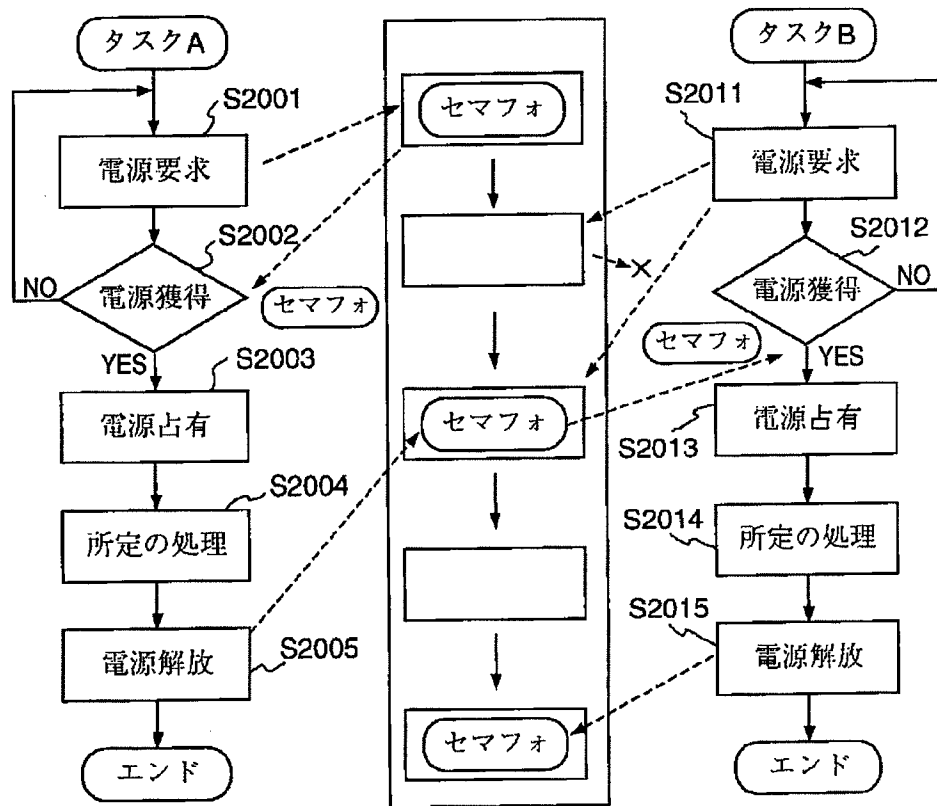 タスクA
S2001
電源要求
S2002
電源獲得
NO
YES
S2003
電源占有
S2004
所定の処理
電源解放
S2005
エンド
セマフォ
セマフォ
セマフォ
セマフォ
セマフォ
タスクB
S2011
電源要求
S2012
電源獲得
NO
YES
電源占有
S2013
S2014
所定の処理
S2015
電源解放
エンド